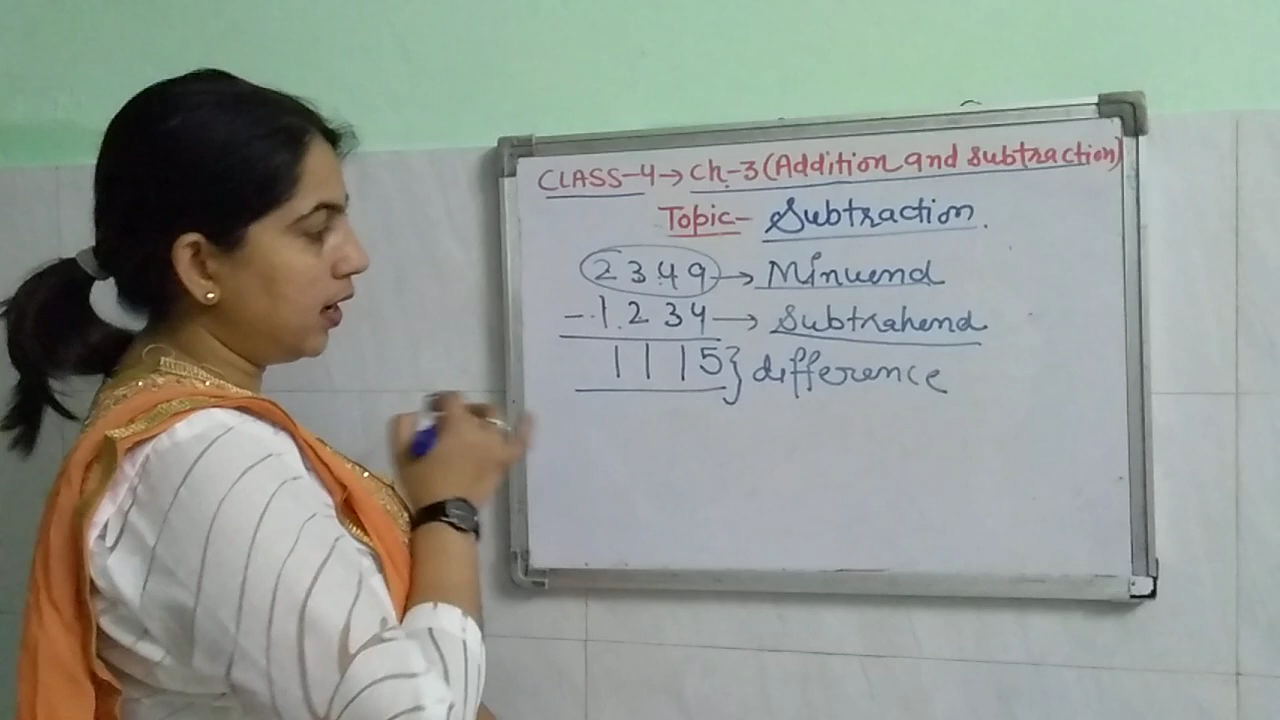 CLASS-4→Ch-3(Addition and Subtraction)
Topic- Subtraction.
2349→Minuend
-1234→Subtrahend
1115}difference